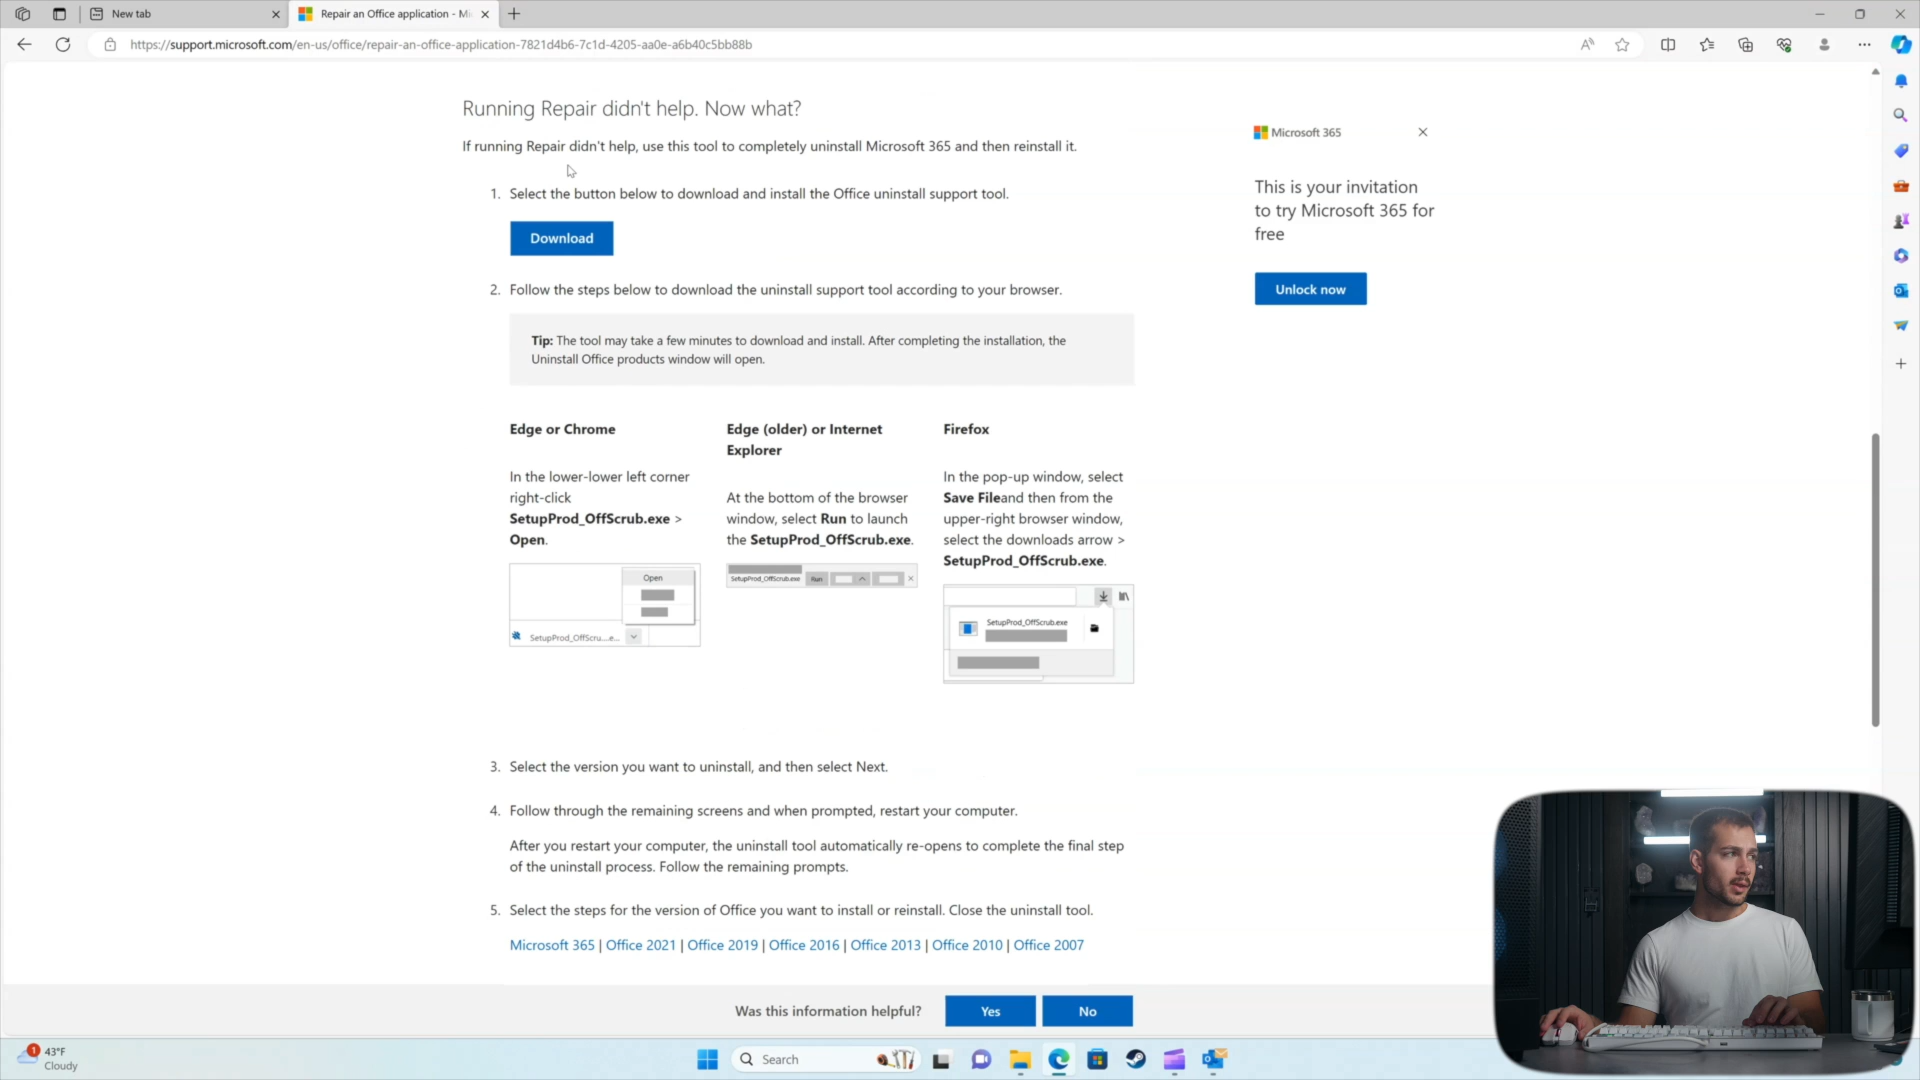 New tab
Repair an Office application - Mi
https://support.microsoft.com/en-us/office/repair-an-office-application-7821d4b6-7c1d-4205-aa0e-a6b40c5bb88b
Running Repair didn't help. Now what?
If running Repair didn't help, use this tool to completely uninstall Microsoft 365 and then reinstall it.
1. Select the button below to download and install the Office uninstall support tool.
Download
2. Follow the steps below to download the uninstall support tool according to your browser.
Tip: The tool may take a few minutes to download and install. After completing the installation, the
Uninstall Office products window will open.
Edge or Chrome
In the lower-lower left corner
right-click
SetupProd_OffScrub.exe >
Open.
Open
SetupProd_OffScru....e...
Edge (older) or Internet
Explorer
At the bottom of the browser
window, select Run to launch
the SetupProd_OffScrub.exe.
SetupProd_OffScrub.exe
Run
Firefox
In the pop-up window, select
Save Fileand then from the
upper-right browser window,
select the downloads arrow >
SetupProd_OffScrub.exe.
SetupProd_OffScrub.exe
3. Select the version you want to uninstall, and then select Next.
4. Follow through the remaining screens and when prompted, restart your computer.
After you restart your computer, the uninstall tool automatically re-opens to complete the final step
of the uninstall process. Follow the remaining prompts.
5. Select the steps for the version of Office you want to install or reinstall. Close the uninstall tool.
Microsoft 365 | Office 2021 | Office 2019 | Office 2016 | Office 2013 | Office 2010 | Office 2007
Microsoft 365
This is your invitation
to try Microsoft 365 for
free
Unlock now
Was this information helpful?
Yes
No
1
43°F
Cloudy
Search